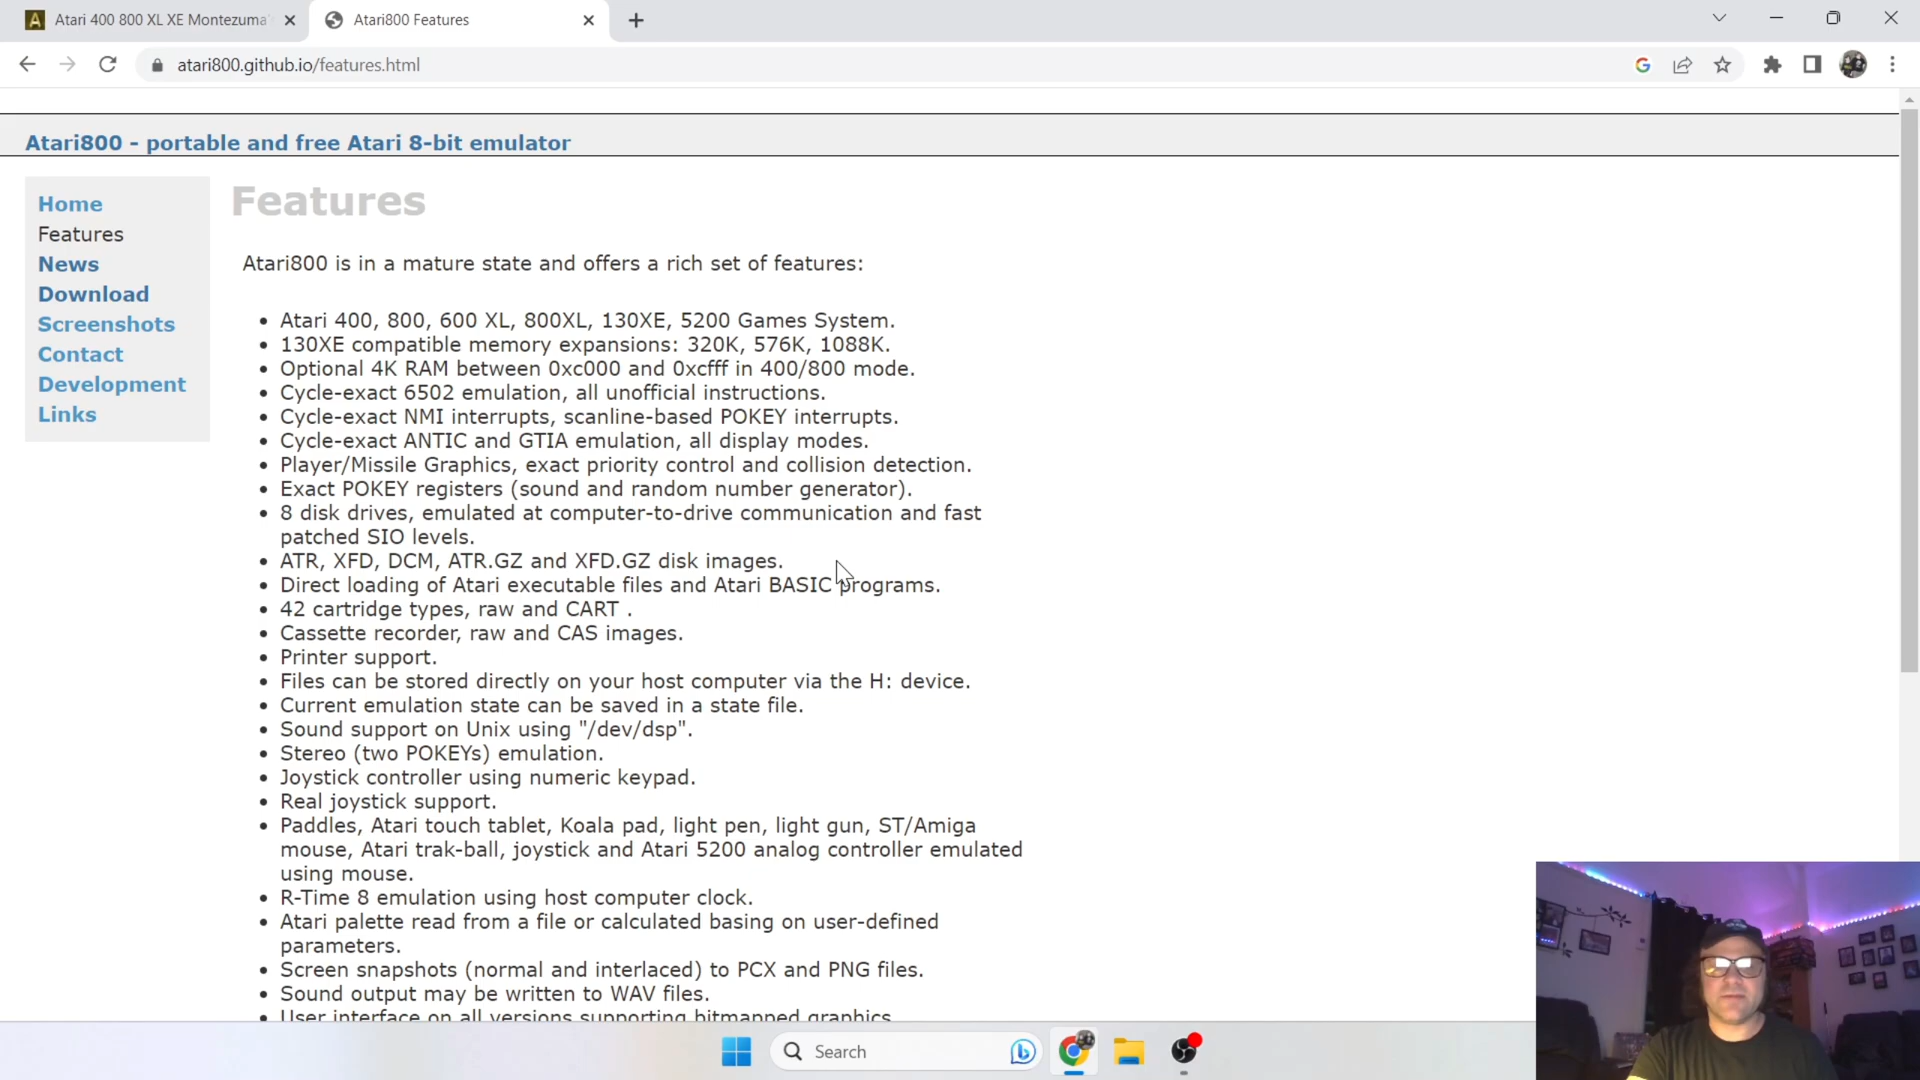 Atari 400 800 XL XE Montezuma'
Atari800 Features
atari800.github.io/features.html
Atari800 - portable and free Atari 8-bit emulator
Home
Features
News
Download
Screenshots
Contact
Development
Links
Features
Atari800 is in a mature state and offers a rich set of features:
• Atari 400, 800, 600 XL, 800XL, 130XE, 5200 Games System.
• 130XE compatible memory expansions: 320K, 576K, 1088K.
• Optional 4K RAM between 0xc000 and 0xcfff in 400/800 mode.
• Cycle-exact 6502 emulation, all unofficial instructions.
• Cycle-exact NMI interrupts, scanline-based POKEY interrupts.
• Cycle-exact ANTIC and GTIA emulation, all display modes.
• Player/Missile Graphics, exact priority control and collision detection.
• Exact POKEY registers (sound and random number generator).
• 8 disk drives, emulated at computer-to-drive communication and fast
patched SIO levels.
• ATR, XFD, DCM, ATR.GZ and XFD.GZ disk images.
• Direct loading of Atari executable files and Atari BASIC programs.
• 42 cartridge types, raw and CART .
• Cassette recorder, raw and CAS images.
• Printer support.
• Files can be stored directly on your host computer via the H: device.
• Current emulation state can be saved in a state file.
• Sound support on Unix using "/dev/dsp".
• Stereo (two POKEYs) emulation.
• Joystick controller using numeric keypad.
• Real joystick support.
• Paddles, Atari touch tablet, Koala pad, light pen, light gun, ST/Amiga
mouse, Atari trak-ball, joystick and Atari 5200 analog controller emulated
using mouse.
• R-Time 8 emulation using host computer clock.
• Atari palette read from a file or calculated basing on user-defined
parameters.
• Screen snapshots (normal and interlaced) to PCX and PNG files.
• Sound output may be written to WAV files.
• User interface on all versions supporting bitmapped graphics.
Search